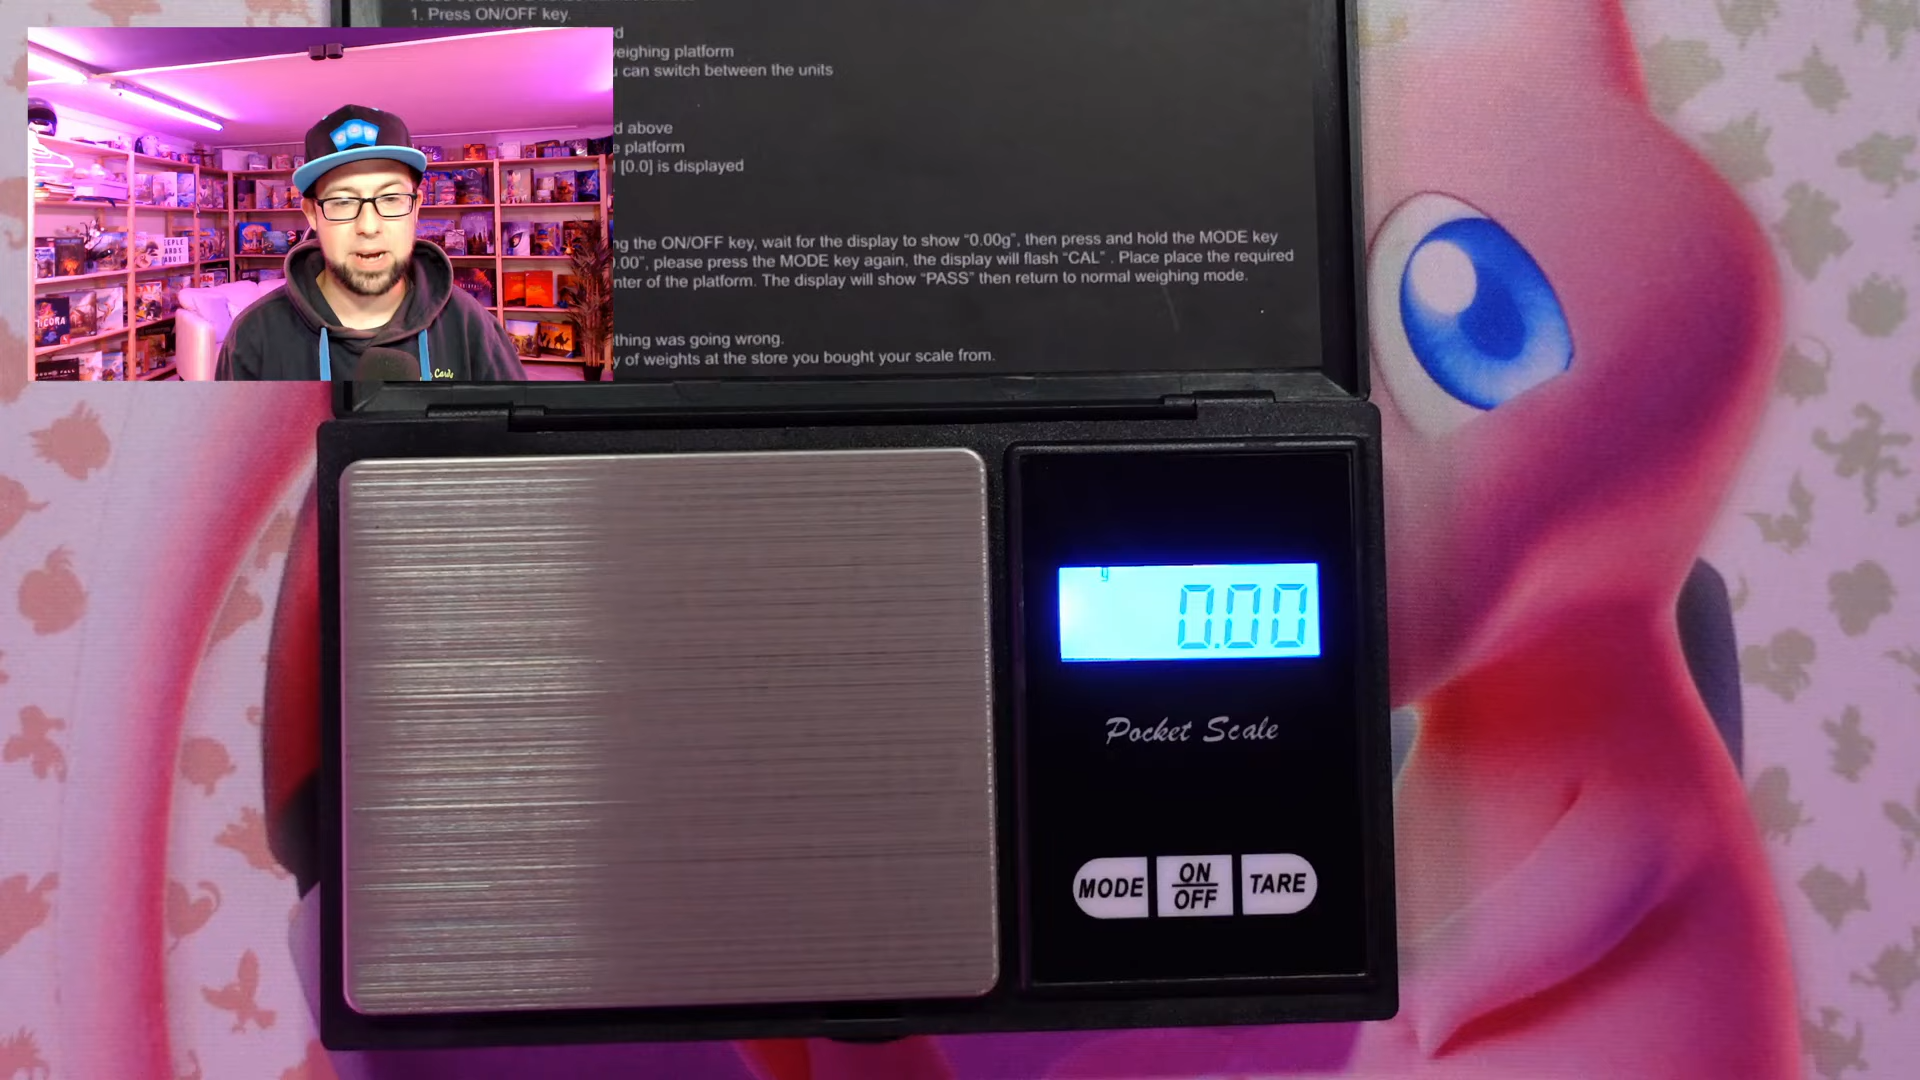 1. Press ON/OFF key.
weighing platform
can switch between the units
d above
platform
[0.0] is displayed
the ON/OFF key, wait for the display to show “0.00g”, then press and hold the MODE key
.00”, please press the MODE key again, the display will flash “CAL” . Place place the required
nter of the platform. The display will show “PASS” then return to normal weighing mode.
thing was going wrong.
y of weights at the store you bought your scale from.
g
0.00
Pocket Scale
MODE
ON
OFF
TARE